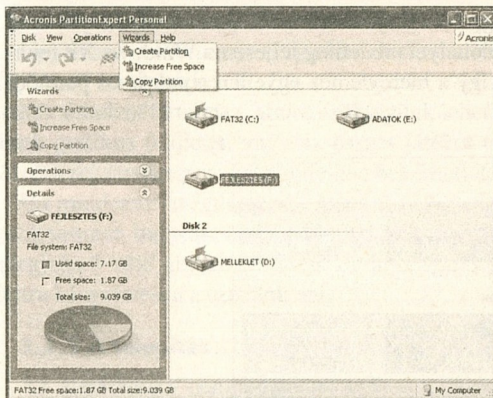 Acronis PartitionExpert Personal
Disk View Operations Wizards Help
Acronis
Create Partition
Increase Free Space
Copy Partition
Wizards
Create Partition
Increase Free Space
Copy Partition
Operations
Details
FEJLESZTES (F:)
FAT32
File system: FAT32
Used space: 7.17 GB
Free space: 1.87 GB
Total size: 9.039 GB
FAT32 (C:)
ADATOK (E:)
FEJLESZTES (F:)
Disk 2
MELLEKLET (D:)
FAT32 Free space:1.87 GB Total size:9.039 GB
My Computer